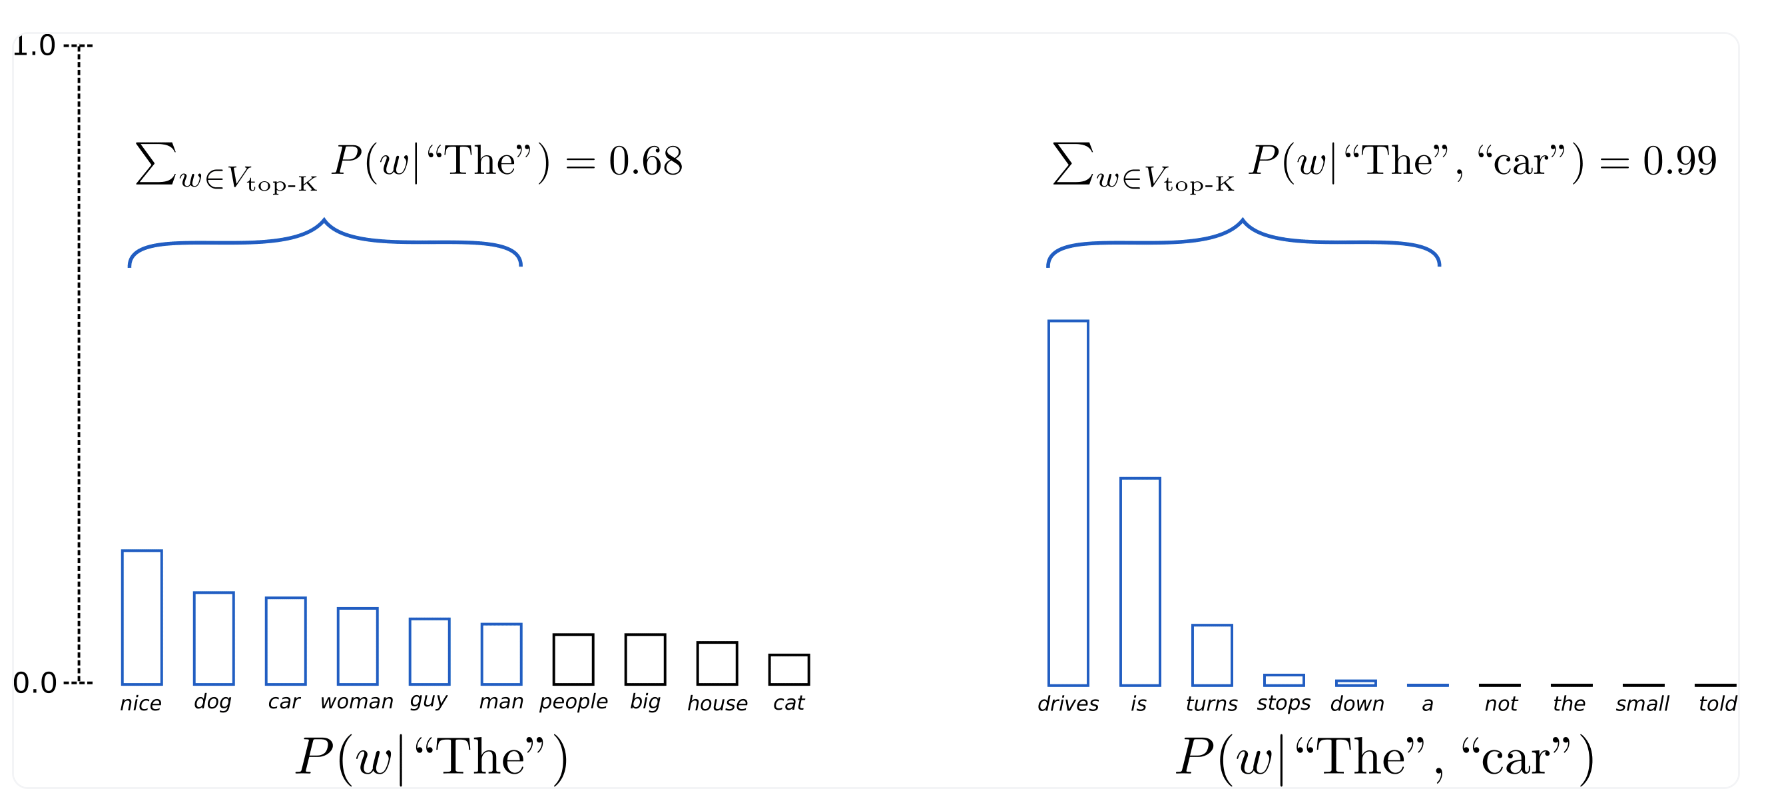 1.0
∑w∈Vtop-K P(w|“The”) = 0.68
∑w∈Vtop-K P(w|“The”, “car”) = 0.99
0.0
nice dog car woman guy man people big house cat
drives is turns stops down a not the small told
P(w|“The”)
P(w|“The”, “car”)